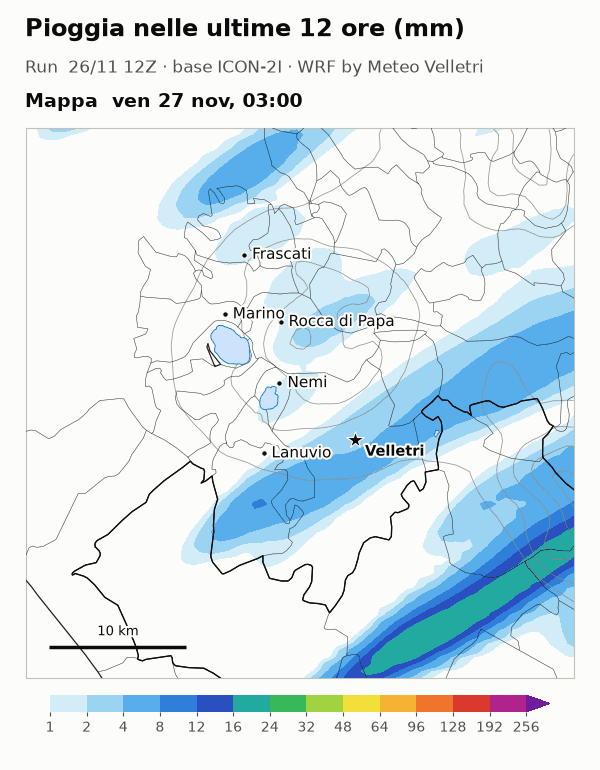 Pioggia nelle ultime 12 ore (mm)
Run  26/11 12Z · base ICON-2I · WRF by Meteo Velletri
Mappa  ven 27 nov, 03:00
Frascati
Marino
Rocca di Papa
Nemi
Velletri
Lanuvio
10 km
1 2 4 8 12 16 24 32 48 64 96 128 192 256